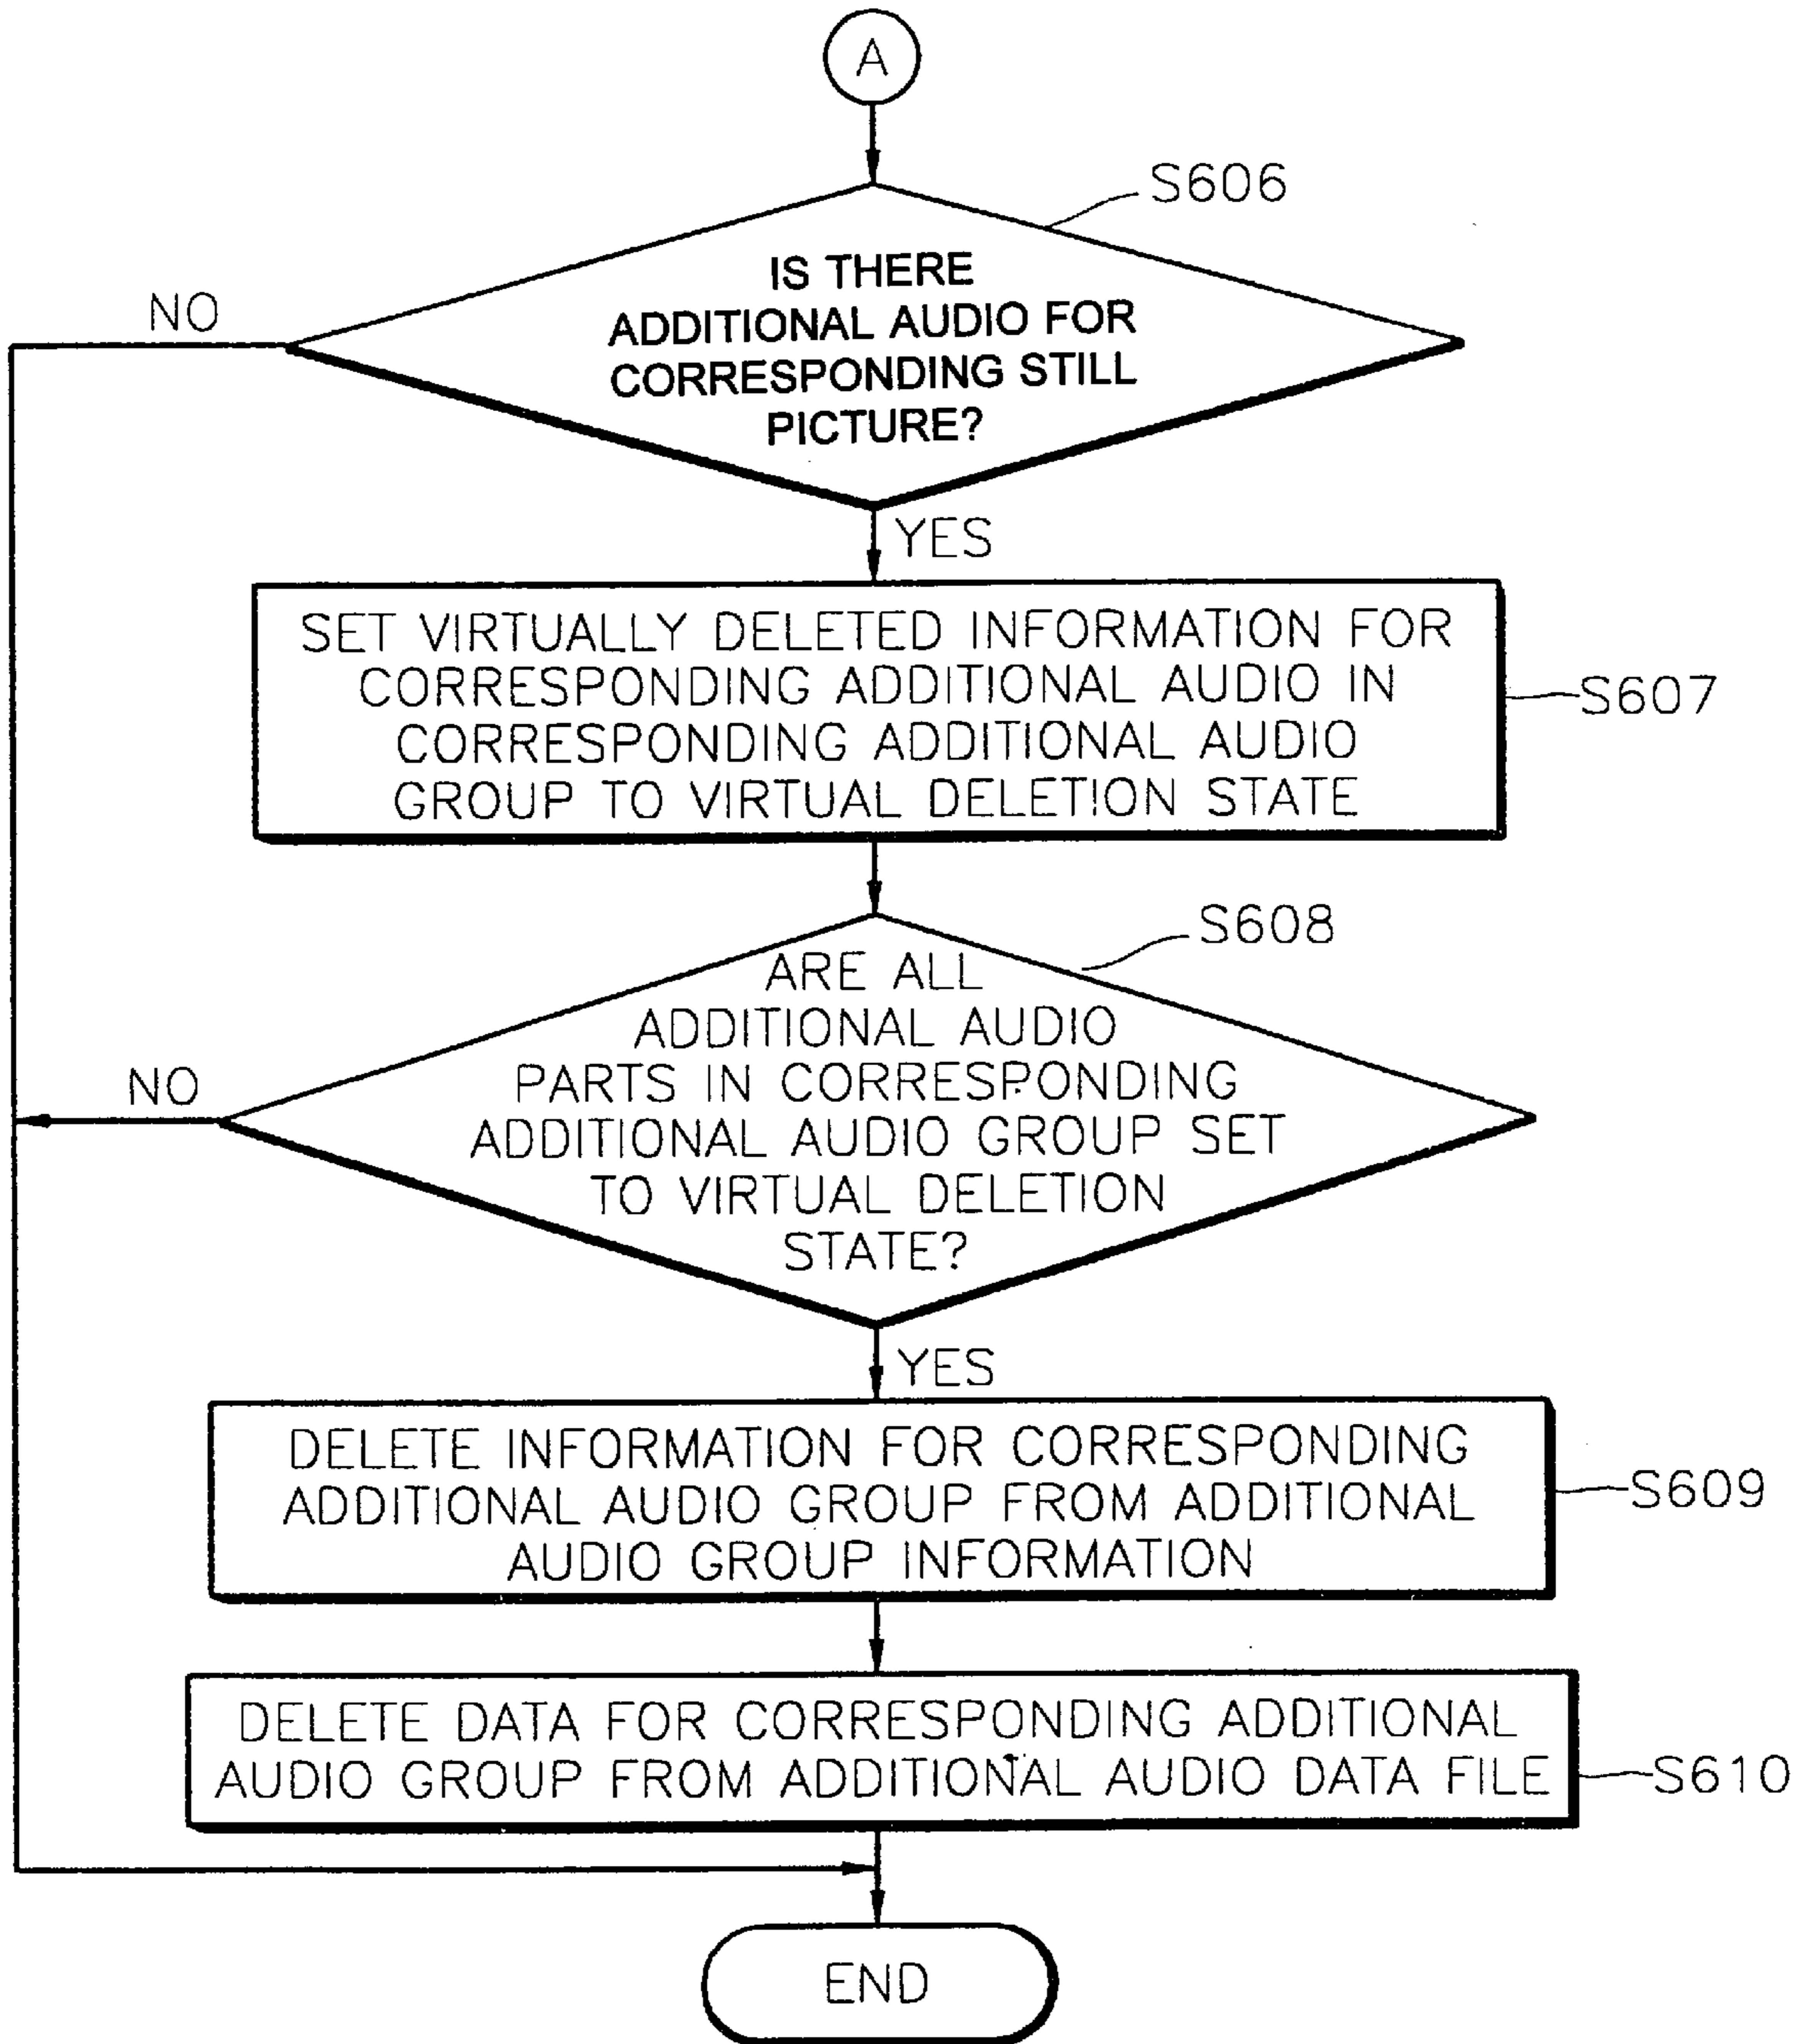 A
S606
IS THERE
ADDITIONAL AUDIO FOR
CORRESPONDING STILL
PICTURE?
NO
YES
SET VIRTUALLY DELETED INFORMATION FOR
CORRESPONDING ADDITIONAL AUDIO IN
CORRESPONDING ADDITIONAL AUDIO
GROUP TO VIRTUAL DELETION STATE
S607
S608
ARE ALL
ADDITIONAL AUDIO
PARTS IN CORRESPONDING
ADDITIONAL AUDIO GROUP SET
TO VIRTUAL DELETION
STATE?
NO
YES
DELETE INFORMATION FOR CORRESPONDING
ADDITIONAL AUDIO GROUP FROM ADDITIONAL
AUDIO GROUP INFORMATION
S609
DELETE DATA FOR CORRESPONDING ADDITIONAL
AUDIO GROUP FROM ADDITIONAL AUDIO DATA FILE
S610
END